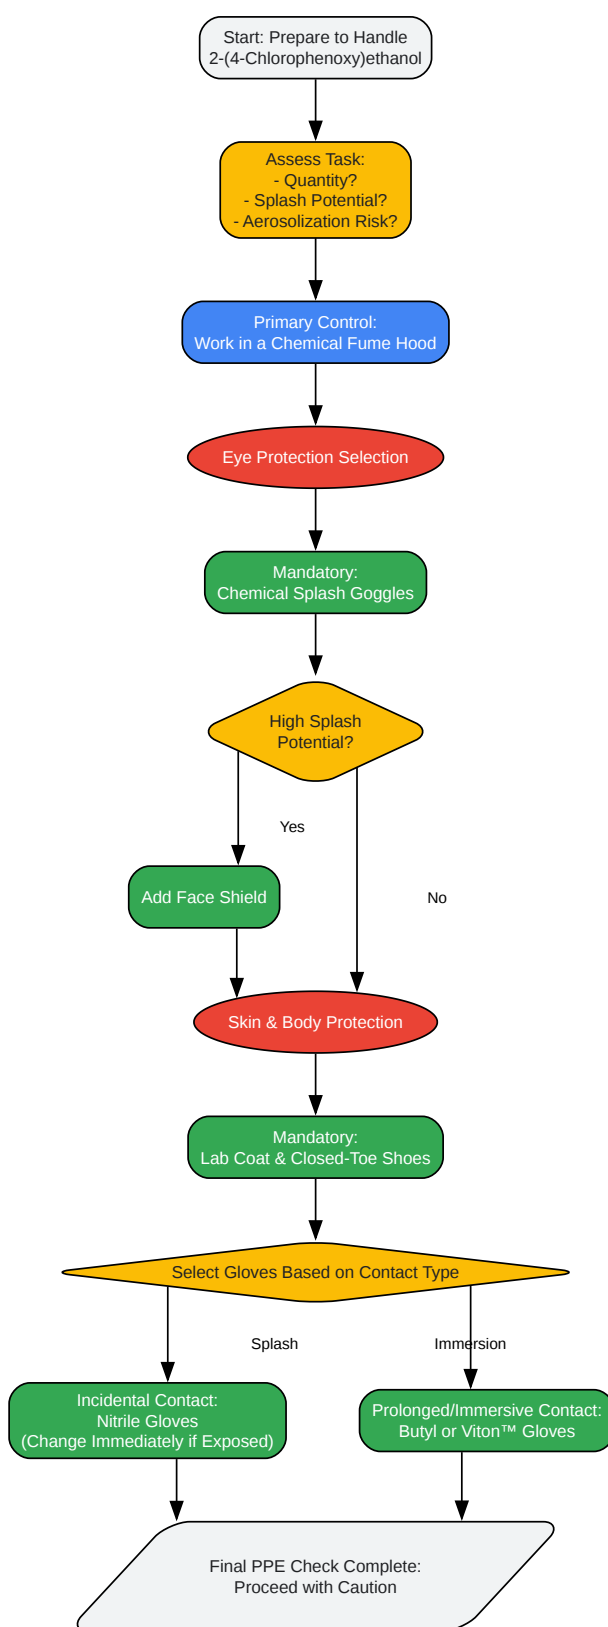 Start: Prepare to Handle
2-(4-Chlorophenoxy)ethanol
Assess Task:
- Quantity?
- Splash Potential?
- Aerosolization Risk?
Primary Control:
Work in a Chemical Fume Hood
Eye Protection Selection
Mandatory:
Chemical Splash Goggles
High Splash
Potential?
Yes
Add Face Shield
No
Skin & Body Protection
Mandatory:
Lab Coat & Closed-Toe Shoes
Select Gloves Based on Contact Type
Splash
Immersion
Incidental Contact:
Nitrile Gloves
(Change Immediately if Exposed)
Prolonged/Immersive Contact:
Butyl or Viton™ Gloves
Final PPE Check Complete:
Proceed with Caution